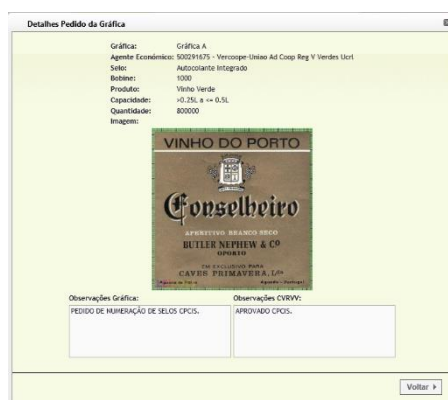 Detalhes Pedido da Gráfica
Gráfica: Gráfica A
Agente Económico: 500291675 - Vercoope-Uniao Ad Coop Reg V Verdes Ucrl
Selo: Autocolante Integrado
Bobine: 1000
Produto: Vinho Verde
Capacidade: >0.25L a <= 0.5L
Quantidade: 800000
Imagem:
VINHO DO PORTO
Conselheiro
APERITIVO BRANCO SECO
BUTLER NEPHEW & Cº
OPORTO
EM EXCLUSIVO PARA
CAVES PRIMAVERA, Lda
Agueda - Portugal
Observações Gráfica: Observações CVRVV:
PEDIDO DE NUMERAÇÃO DE SELOS CPCIS. APROVADO CPCIS.
Voltar